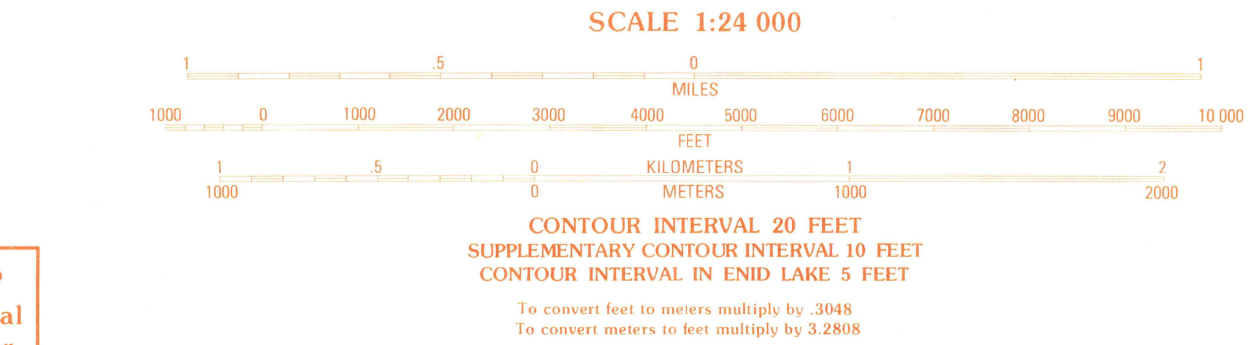 SCALE 1:24 000
1 .5 0 1
MILES
1000 0 1000 2000 3000 4000 5000 6000 7000 8000 9000 10 000
FEET
1 .5 0 KILOMETERS 1 2
1000 0 METERS 1000 2000
CONTOUR INTERVAL 20 FEET
SUPPLEMENTARY CONTOUR INTERVAL 10 FEET
CONTOUR INTERVAL IN ENID LAKE 5 FEET
To convert feet to meters multiply by .3048
To convert meters to feet multiply by 3.2808
al